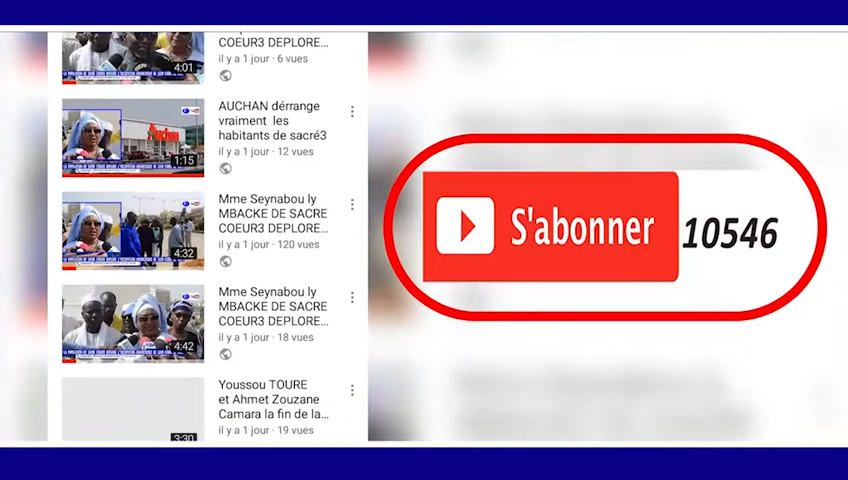 COEUR3 DEPLORE...
il y a 1 jour · 6 vues
4:01
AUCHAN dérrange
vraiment les
habitants de sacré3
il y a 1 jour · 12 vues
Auchan
1:15
Mme Seynabou ly
MBACKE DE SACRE
COEUR3 DEPLORE...
il y a 1 jour · 120 vues
4:32
Mme Seynabou ly
MBACKE DE SACRE
COEUR3 DEPLORE...
il y a 1 jour · 18 vues
4:42
Youssou TOURE
et Ahmet Zouzane
Camara la fin de la...
il y a 1 jour · 19 vues
3:30
S'abonner
10546